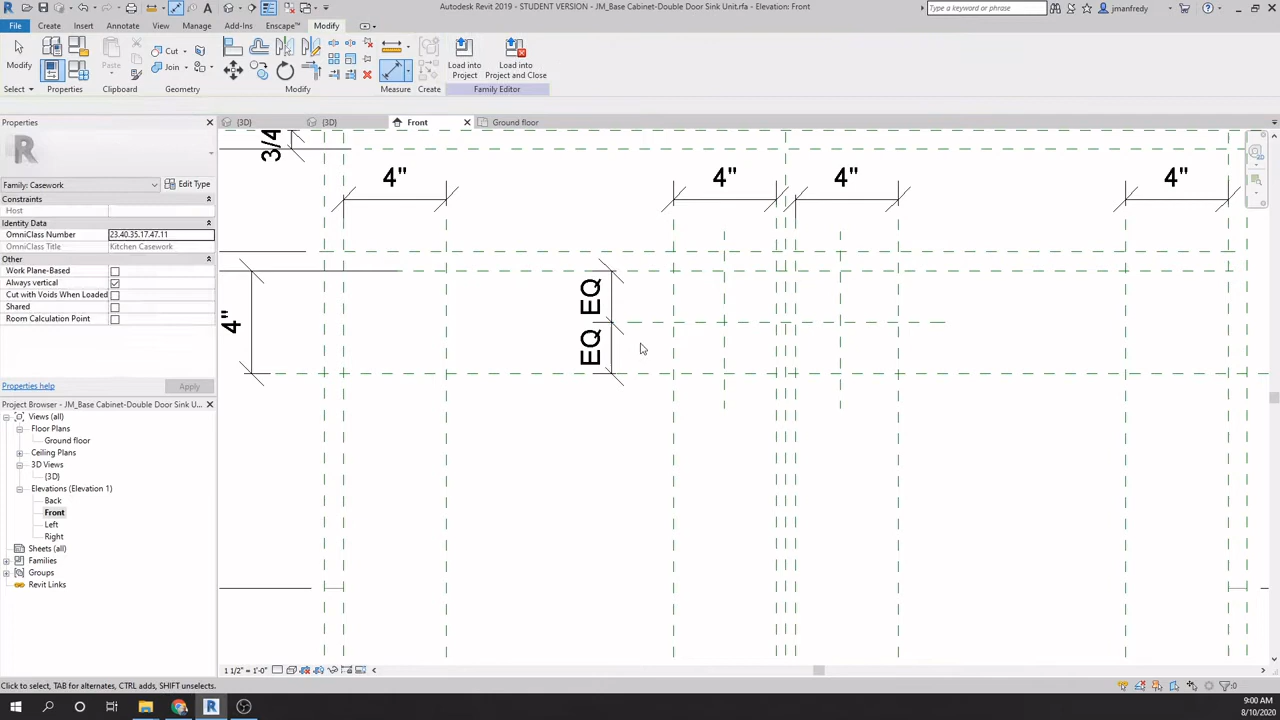 Autodesk Revit 2019 - STUDENT VERSION - JM_Base Cabinet-Double Door Sink Unit.rfa - Elevation: Front
Type a keyword or phrase
jmanfredy
File
Create
Insert
Annotate
View
Manage
Add-Ins
Enscape™
Modify
Modify
Paste
Cut
Join
Load into
Project
Load into
Project and Close
Select
Properties
Clipboard
Geometry
Modify
Measure
Create
Family Editor
{3D}
{3D}
Front
Ground floor
Properties
Family: Casework
Edit Type
Constraints
Host
Identity Data
OmniClass Number
23.40.35.17.47.11
OmniClass Title
Kitchen Casework
Other
Work Plane-Based
Always vertical
Cut with Voids When Loaded
Shared
Room Calculation Point
Properties help
Apply
Project Browser - JM_Base Cabinet-Double Door Sink U...
Views (all)
Floor Plans
Ground floor
Ceiling Plans
3D Views
{3D}
Elevations (Elevation 1)
Back
Front
Left
Right
Sheets (all)
Families
Groups
Revit Links
3/4
4"
4"
4"
4"
4"
EQ
EQ
1 1/2" = 1'-0"
Click to select, TAB for alternates, CTRL adds, SHIFT unselects.
:0
9:00 AM
8/10/2020